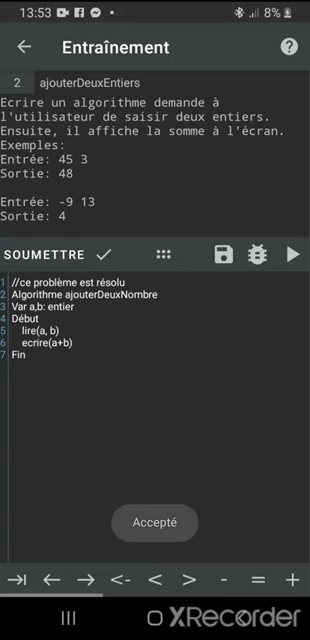 13:53 8%
Entraînement
2 ajouterDeuxEntiers
Ecrire un algorithme demande à
l'utilisateur de saisir deux entiers.
Ensuite, il affiche la somme à l'écran.
Exemples:
Entrée: 45 3
Sortie: 48
Entrée: -9 13
Sortie: 4
SOUMETTRE
1 //ce problème est résolu
2 Algorithme ajouterDeuxNombre
3 Var a,b: entier
4 Début
5 lire(a, b)
6 ecrire(a+b)
7 Fin
Accepté
<- < > - = +
XRecorder